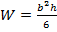 W = b²h/6